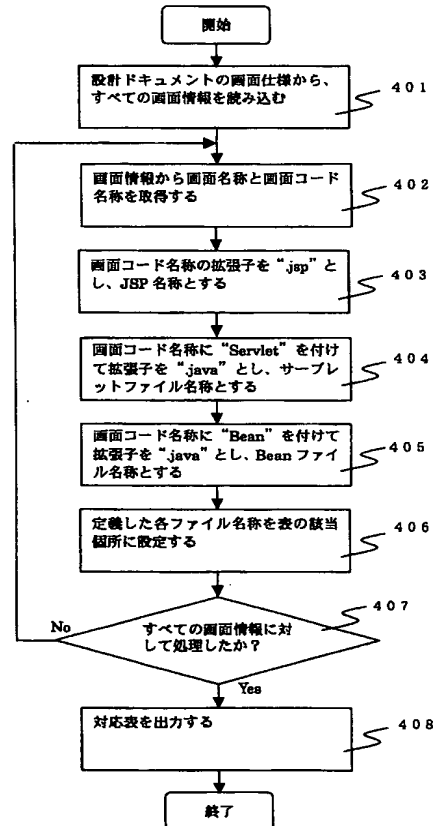 開始
設計ドキュメントの画面仕様から、
すべての画面情報を読み込む
401
画面情報から画面名称と画面コード
名称を取得する
402
画面コード名称の拡張子を“.jsp”と
し、JSP 名称とする
403
画面コード名称に“Servlet”を付け
て拡張子を“.java”とし、サーブレ
ットファイル名称とする
404
画面コード名称に“Bean”を付けて
拡張子を“.java”とし、Bean ファイ
ル名称とする
405
定義した各ファイル名称を表の該当
個所に設定する
406
すべての画面情報に対
して処理したか？
407
No
Yes
対応表を出力する
408
終了